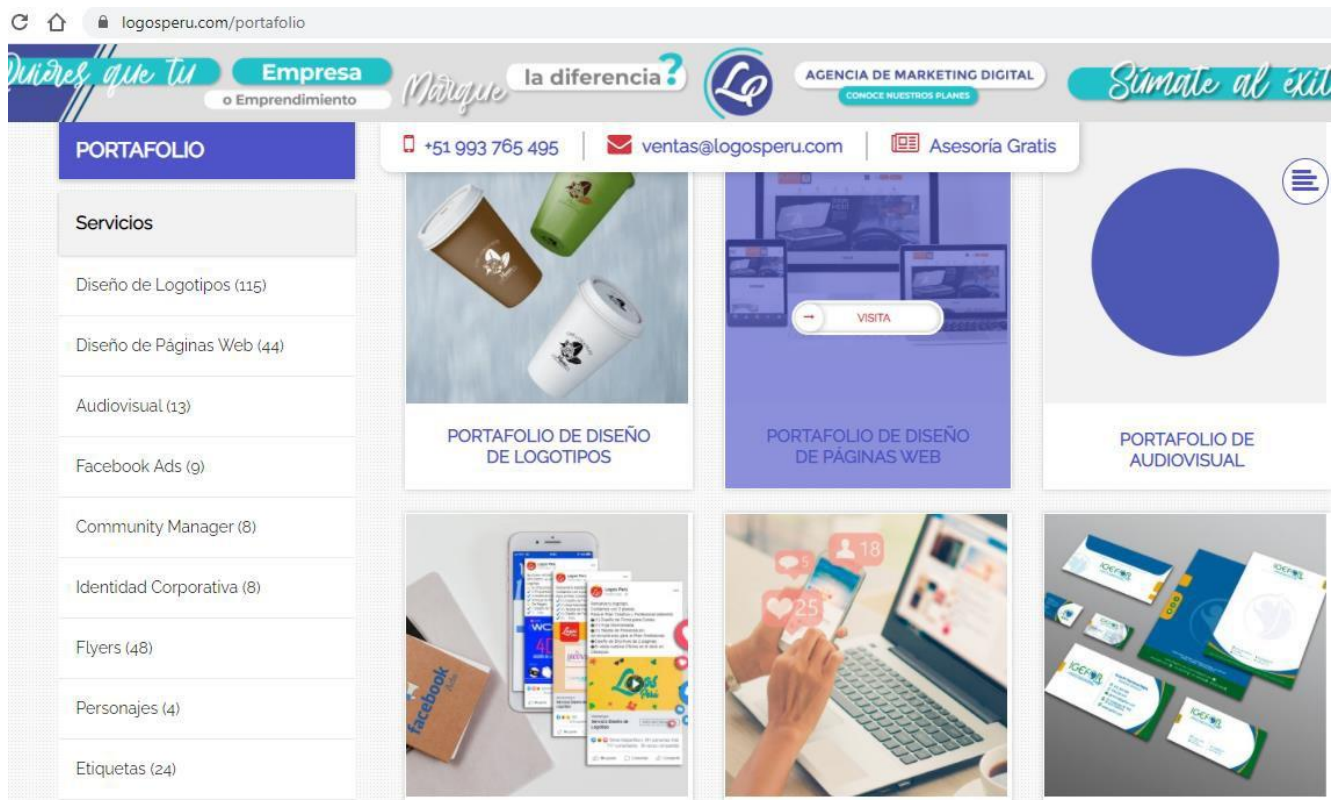 logosperu.com/portafolio
Quieres que tu Empresa
o Emprendimiento
Marque la diferencia?
AGENCIA DE MARKETING DIGITAL
CONOCE NUESTROS PLANES
Súmate al éxit
PORTAFOLIO
+51 993 765 495
ventas@logosperu.com
Asesoría Gratis
Servicios
Diseño de Logotipos (115)
Diseño de Páginas Web (44)
Audiovisual (13)
Facebook Ads (9)
Community Manager (8)
Identidad Corporativa (8)
Flyers (48)
Personajes (4)
Etiquetas (24)
PORTAFOLIO DE DISEÑO
DE LOGOTIPOS
VISITA
PORTAFOLIO DE DISEÑO
DE PÁGINAS WEB
PORTAFOLIO DE
AUDIOVISUAL
facebook
Ads
Logos
Perú
5
18
25
IGEFOR
IGEFOR
IGEFOR